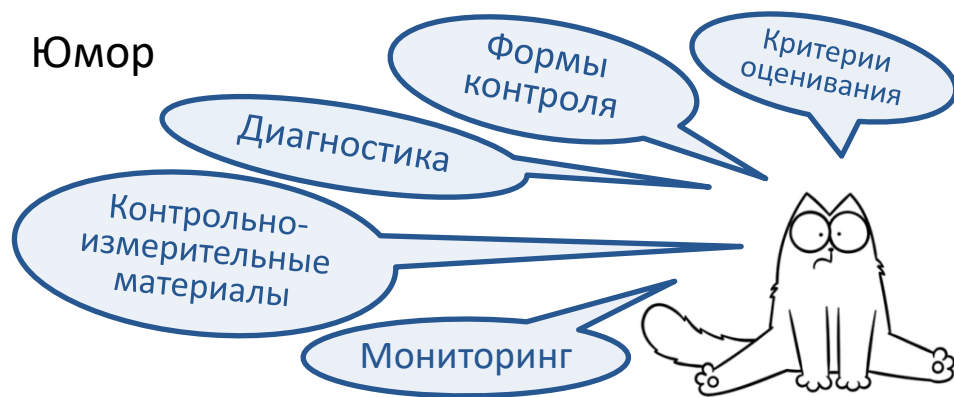 Юмор
Формы
контроля
Критерии
оценивания
Диагностика
Контрольно-
измерительные
материалы
Мониторинг